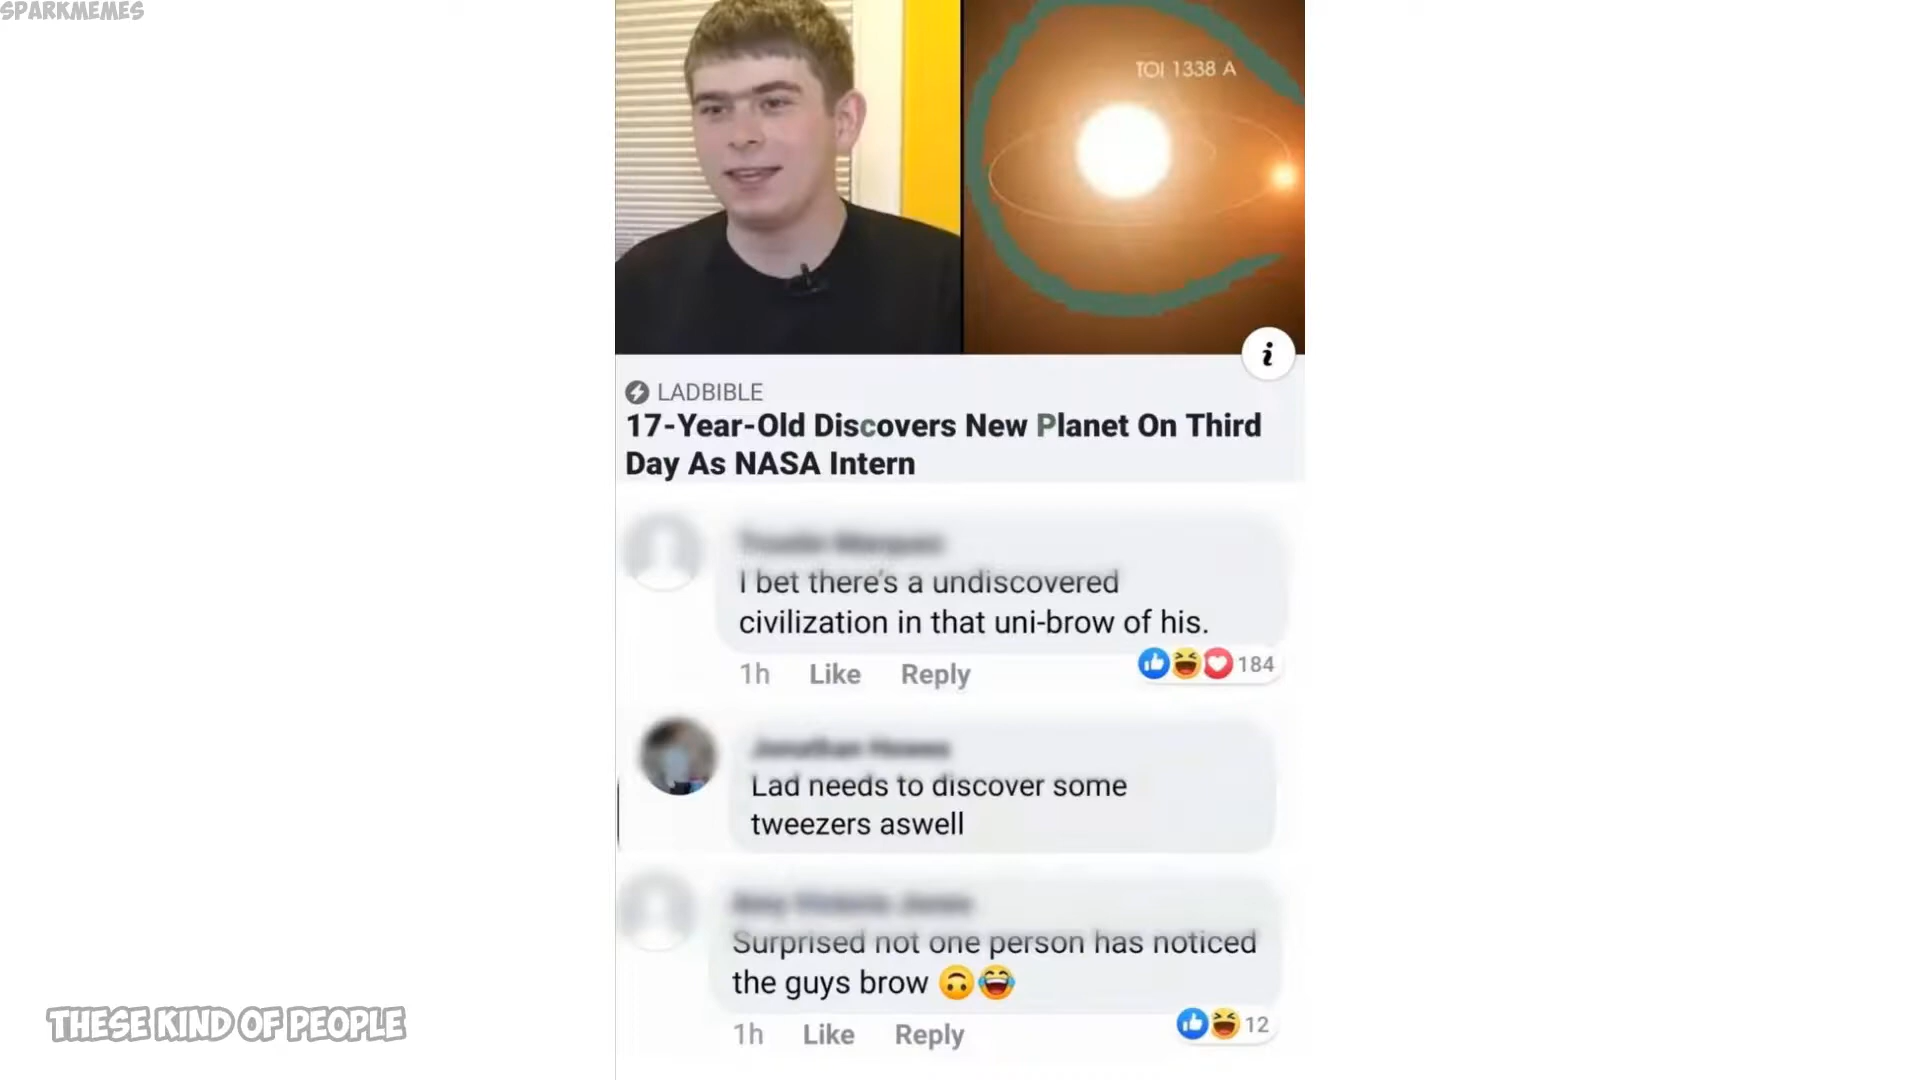 SPARKMEMES
TOI 1338 A
i
LADBIBLE
17-Year-Old Discovers New Planet On Third
Day As NASA Intern
I bet there's a undiscovered
civilization in that uni-brow of his.
1h Like Reply 184
Lad needs to discover some
tweezers aswell
Surprised not one person has noticed
the guys brow 🙃😂
1h Like Reply 12
THESE KIND OF PEOPLE